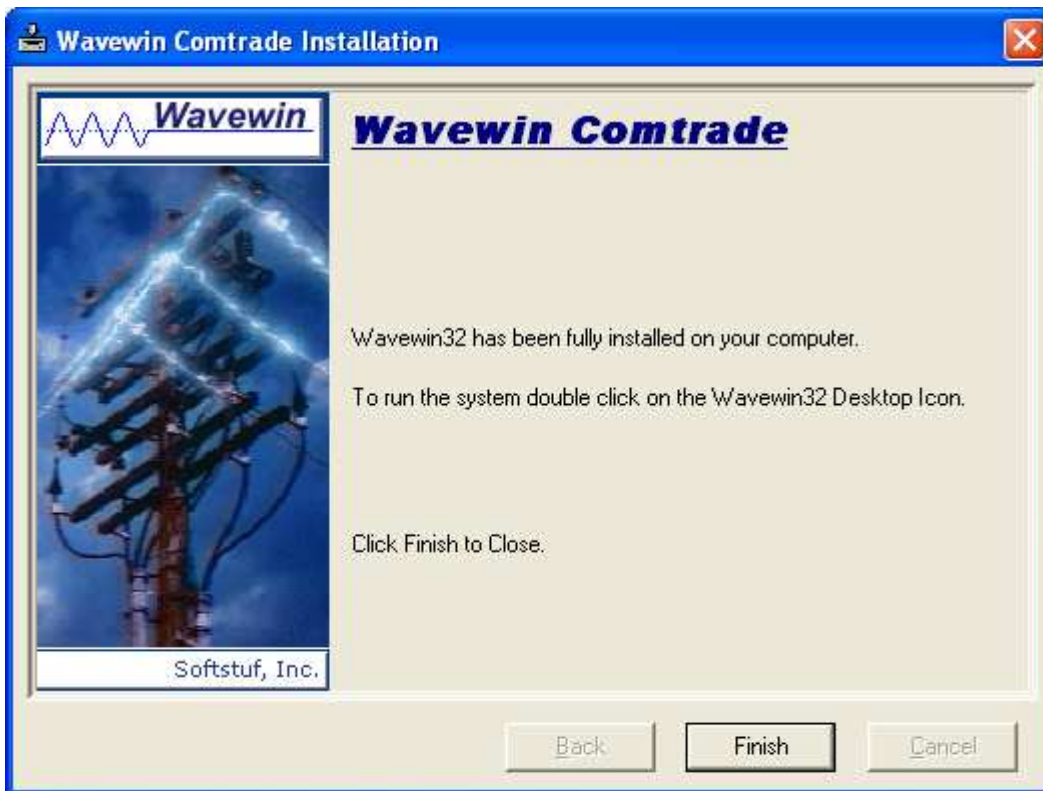 Wavewin Comtrade Installation
Wavewin
Wavewin Comtrade
Wavewin32 has been fully installed on your computer.
To run the system double click on the Wavewin32 Desktop Icon.
Click Finish to Close.
Softstuf, Inc.
Back Finish Cancel